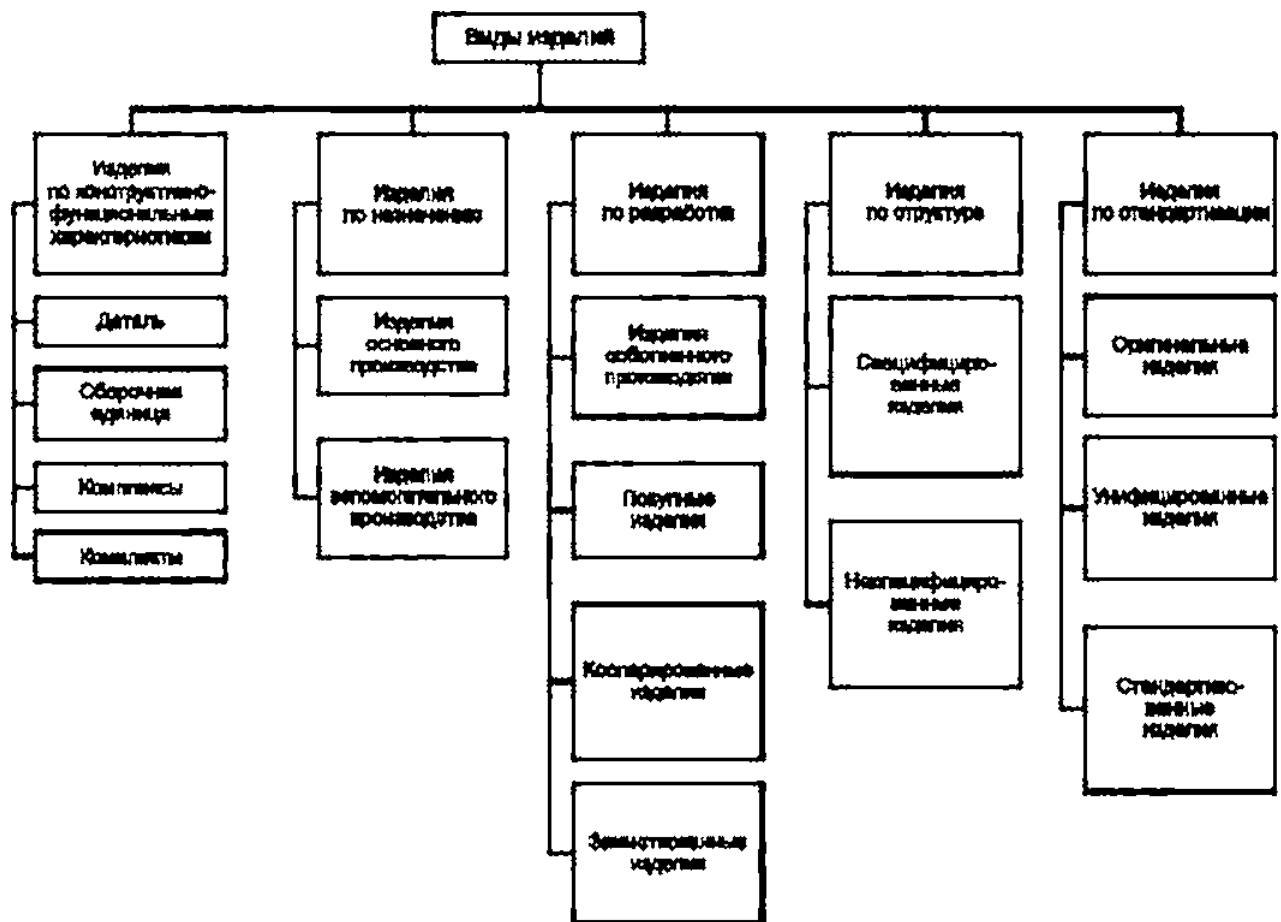 Виды изделий
Изделия
по конструктивно-
функциональным
характеристикам
Деталь
Сборочная
единица
Комплексы
Комплекты
Изделия
по назначению
Изделия
основного
производства
Изделия
вспомогательного
производства
Изделия
по разработке
Изделия
собственного
производства
Покупные
изделия
Кооперированные
изделия
Заимствованные
изделия
Изделия
по структуре
Специфициро-
ванные
изделия
Неспецифициро-
ванные
изделия
Изделия
по стандартизации
Оригинальные
изделия
Унифицированные
изделия
Стандартизо-
ванные
изделия